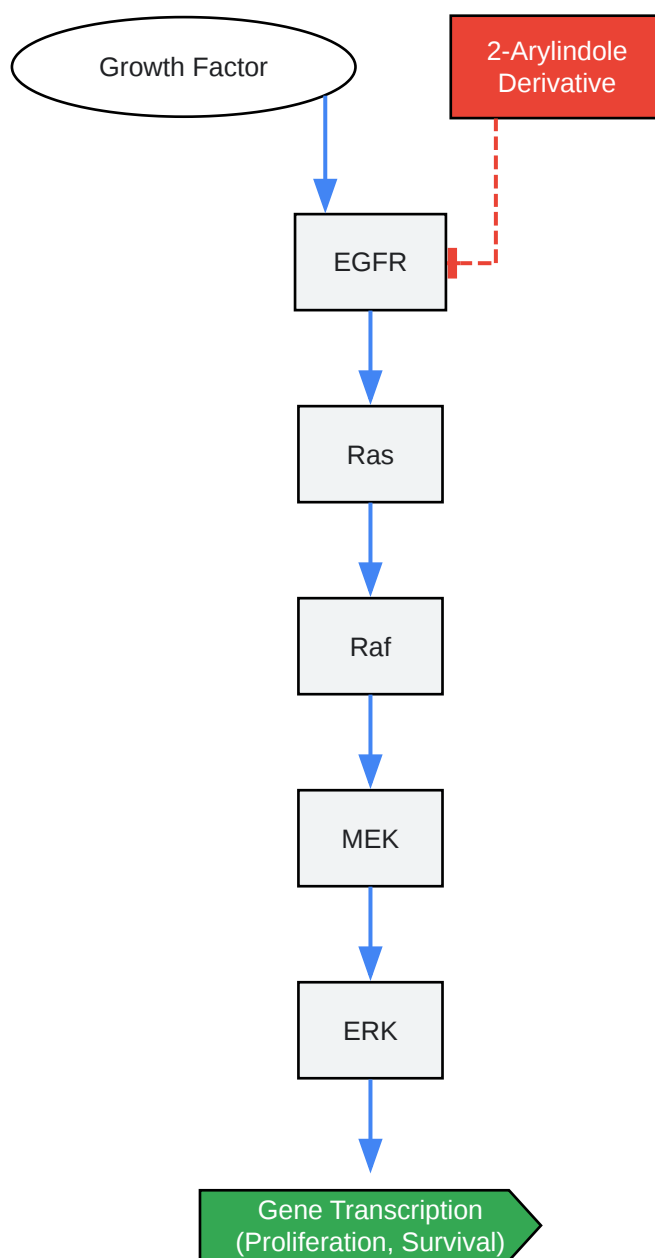 Growth Factor
2-Arylindole
Derivative
EGFR
Ras
Raf
MEK
ERK
Gene Transcription
(Proliferation, Survival)